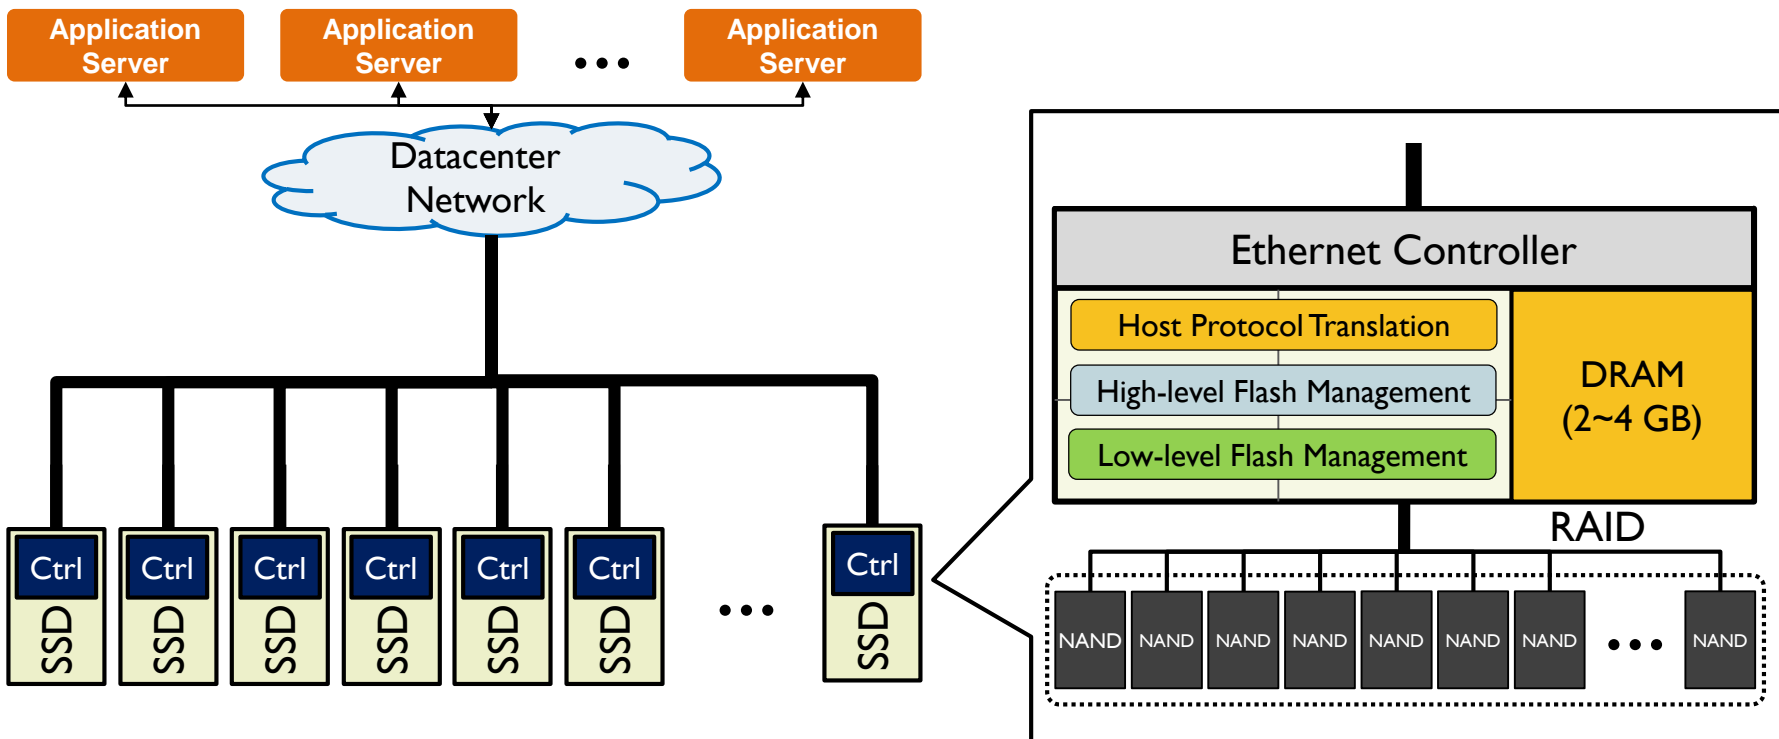 Application
Server
Application
Server
Application
Server
Datacenter
Network
Ctrl
SSD
Ctrl
SSD
Ctrl
SSD
Ctrl
SSD
Ctrl
SSD
Ctrl
SSD
Ctrl
SSD
Ethernet Controller
Host Protocol Translation
High-level Flash Management
Low-level Flash Management
DRAM
(2~4 GB)
RAID
NAND
NAND
NAND
NAND
NAND
NAND
NAND
NAND